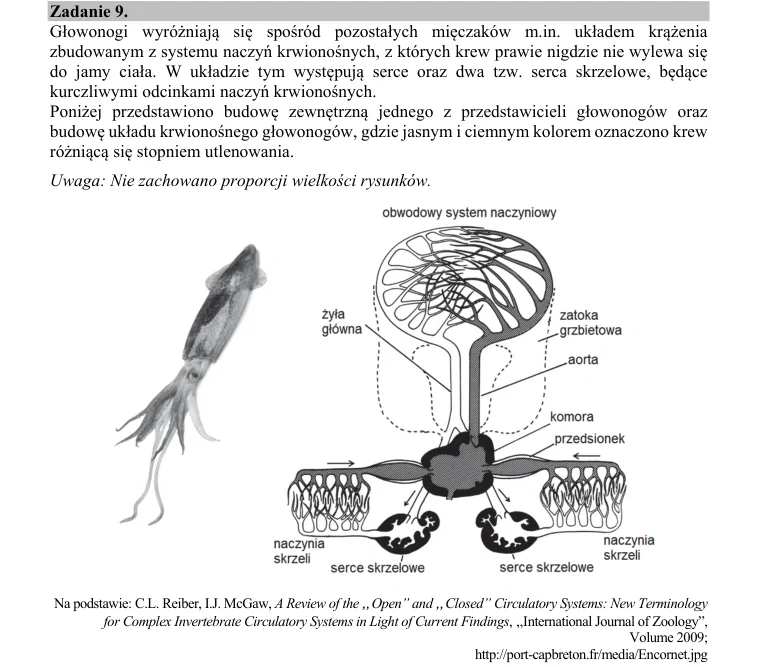 Zadanie 9.
Głowonogi wyróżniają się spośród pozostałych mięczaków m.in. układem krążenia
zbudowanym z systemu naczyń krwionośnych, z których krew prawie nigdzie nie wylewa się
do jamy ciała. W układzie tym występują serce oraz dwa tzw. serca skrzelowe, będące
kurczliwymi odcinkami naczyń krwionośnych.
Poniżej przedstawiono budowę zewnętrzną jednego z przedstawicieli głowonogów oraz
budowę układu krwionośnego głowonogów, gdzie jasnym i ciemnym kolorem oznaczono krew
różniącą się stopniem utlenowania.
Uwaga: Nie zachowano proporcji wielkości rysunków.
obwodowy system naczyniowy
żyła
główna
zatoka
grzbietowa
aorta
komora
przedsionek
naczynia
skrzeli
serce skrzelowe
serce skrzelowe
naczynia
skrzeli
Na podstawie: C.L. Reiber, I.J. McGaw, A Review of the ,,Open" and ,,Closed" Circulatory Systems: New Terminology
for Complex Invertebrate Circulatory Systems in Light of Current Findings, ,,International Journal of Zoology",
Volume 2009;
http://port-capbreton.fr/media/Encornet.jpg